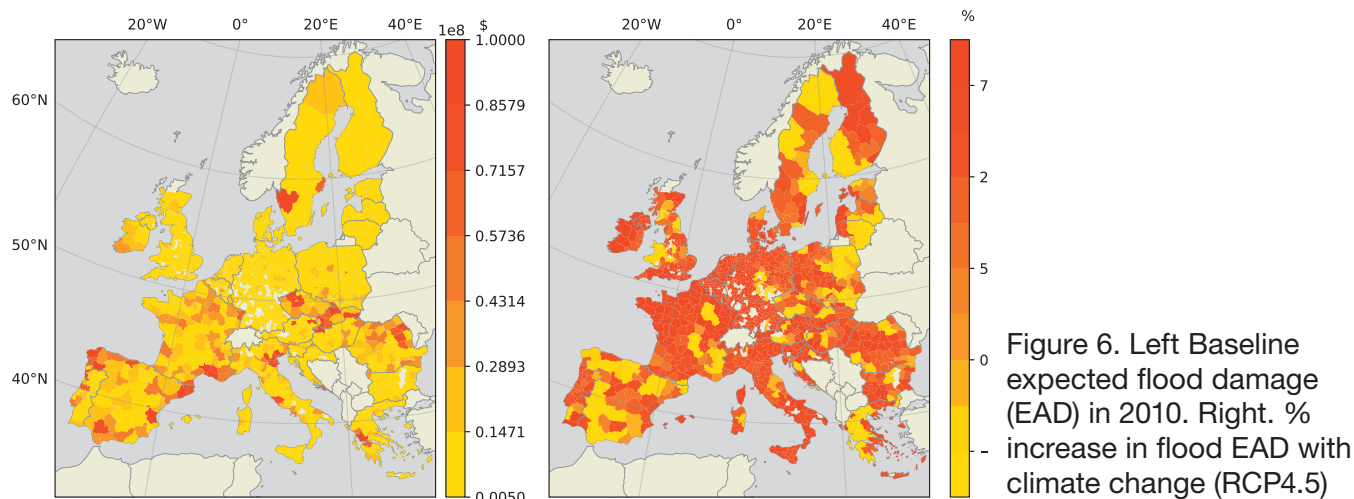 20°W 0° 20°E 40°E
1e8 $
60°N
50°N
40°N
1.0000
0.8579
0.7157
0.5736
0.4314
0.2893
0.1471
0.0050
20°W 0° 20°E 40°E
%
7
2
5
0
-
Figure 6. Left Baseline
expected flood damage
(EAD) in 2010. Right. %
increase in flood EAD with
climate change (RCP4.5)